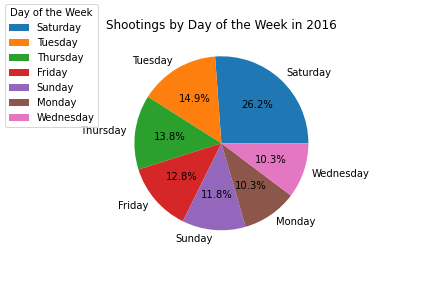 Day of the Week
Saturday
Tuesday
Thursday
Friday
Sunday
Monday
Wednesday
Shootings by Day of the Week in 2016
Saturday
26.2%
Tuesday
14.9%
Thursday
13.8%
Friday
12.8%
Sunday
11.8%
Monday
10.3%
Wednesday
10.3%